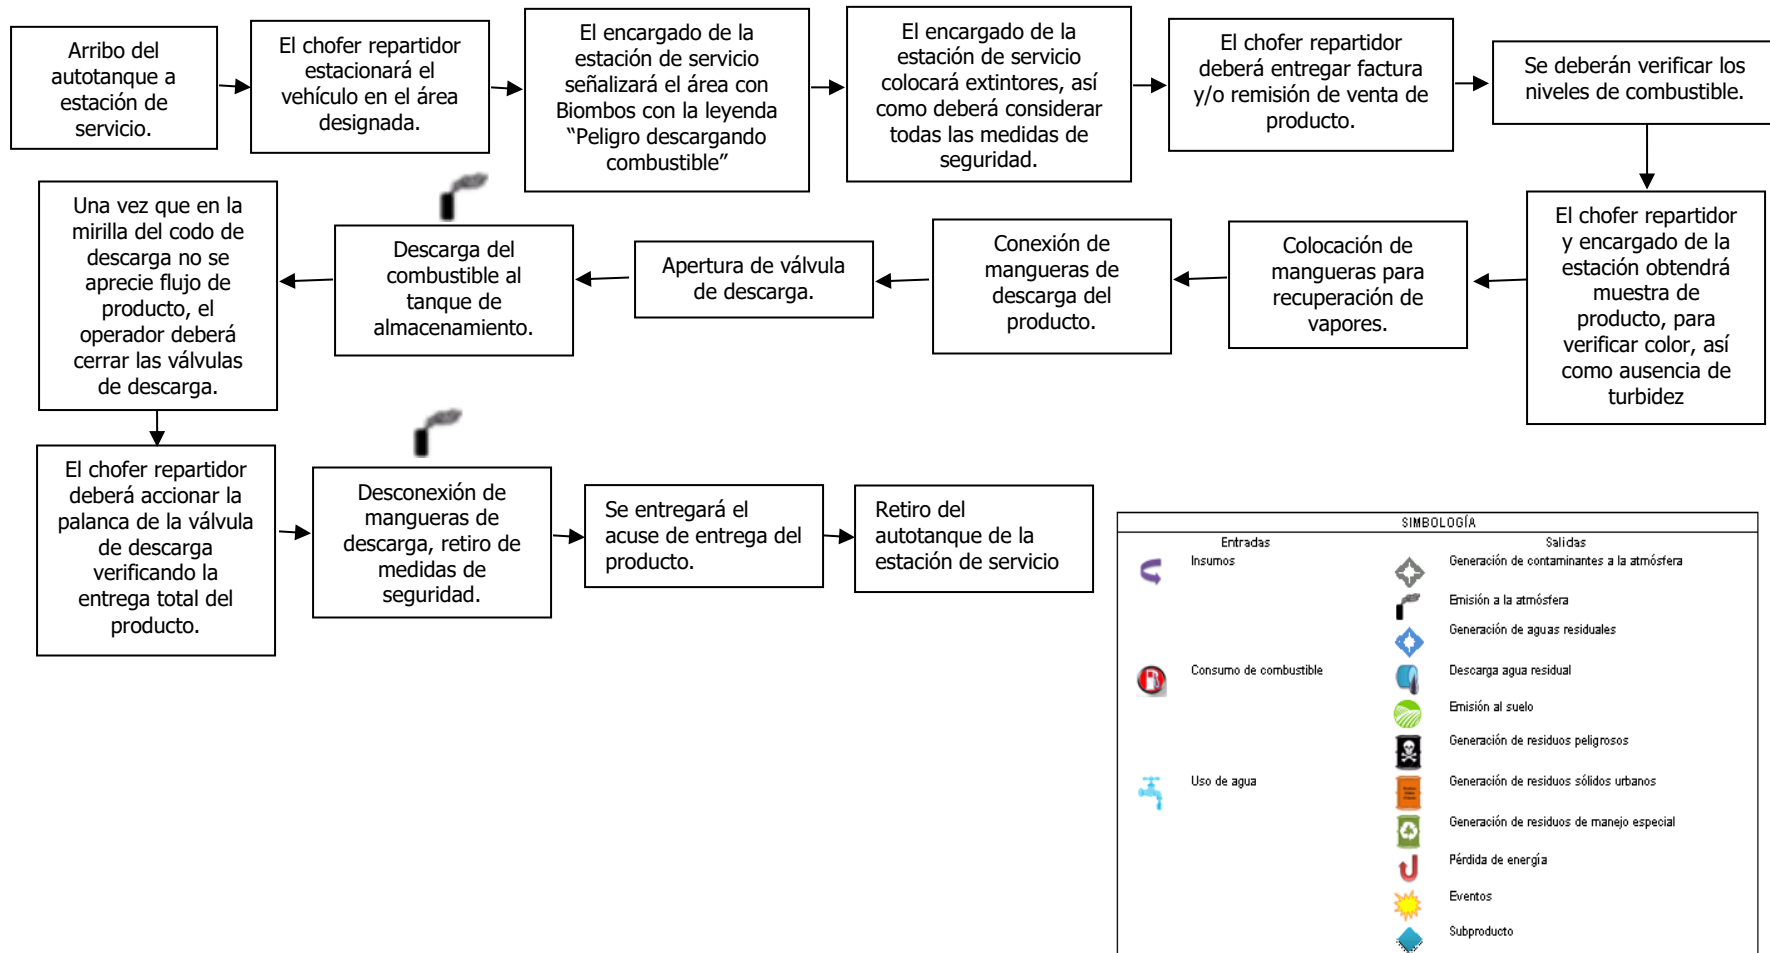 Arribo del
autotanque a
estación de
servicio.
El chofer repartidor
estacionará el
vehículo en el área
designada.
El encargado de la
estación de servicio
señalizará el área con
Biombos con la leyenda
“Peligro descargando
combustible”
El encargado de la
estación de servicio
colocará extintores, así
como deberá considerar
todas las medidas de
seguridad.
El chofer repartidor
deberá entregar factura
y/o remisión de venta de
producto.
Se deberán verificar los
niveles de combustible.
El chofer repartidor
y encargado de la
estación obtendrá
muestra de
producto, para
verificar color, así
como ausencia de
turbidez
Colocación de
mangueras para
recuperación de
vapores.
Conexión de
mangueras de
descarga del
producto.
Apertura de válvula
de descarga.
Descarga del
combustible al
tanque de
almacenamiento.
Una vez que en la
mirilla del codo de
descarga no se
aprecie flujo de
producto, el
operador deberá
cerrar las válvulas
de descarga.
El chofer repartidor
deberá accionar la
palanca de la válvula
de descarga
verificando la
entrega total del
producto.
Desconexión de
mangueras de
descarga, retiro de
medidas de
seguridad.
Se entregará el
acuse de entrega del
producto.
Retiro del
autotanque de la
estación de servicio
SIMBOLOGÍA
Entradas
Insumos
Consumo de combustible
Uso de agua
Salidas
Generación de contaminantes a la atmósfera
Emisión a la atmósfera
Generación de aguas residuales
Descarga agua residual
Emisión al suelo
Generación de residuos peligrosos
Generación de residuos sólidos urbanos
Generación de residuos de manejo especial
Pérdida de energía
Eventos
Subproducto